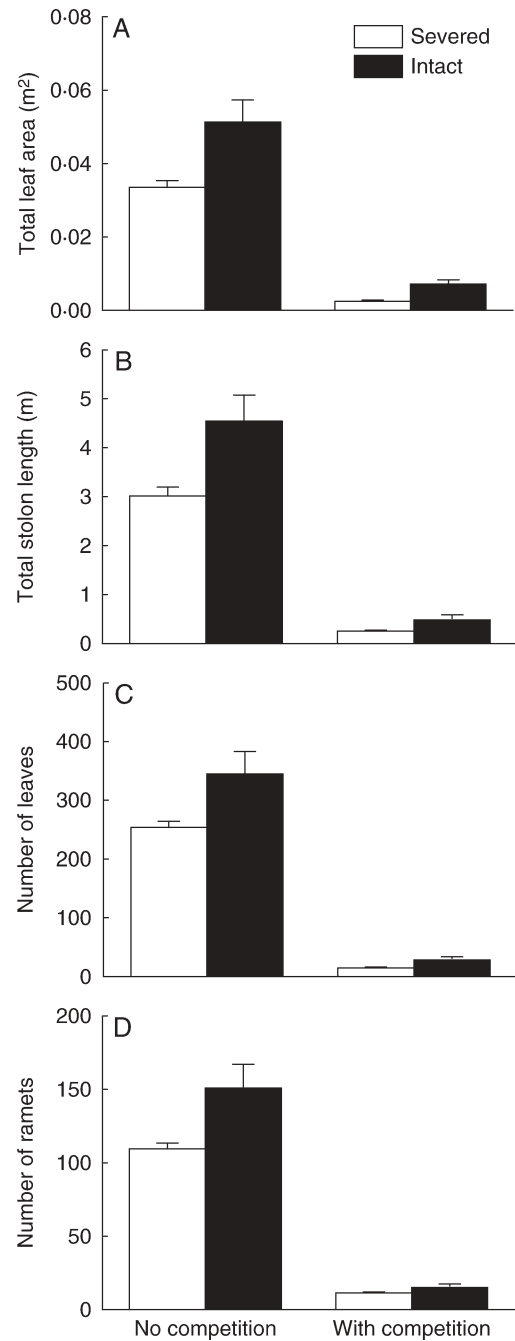 A
Severed
Intact
Total leaf area (m²)
0·08
0·06
0·04
0·02
0·00
B
Total stolon length (m)
6
5
4
3
2
1
0
C
Number of leaves
500
400
300
200
100
0
D
Number of ramets
200
150
100
50
0
No competition
With competition